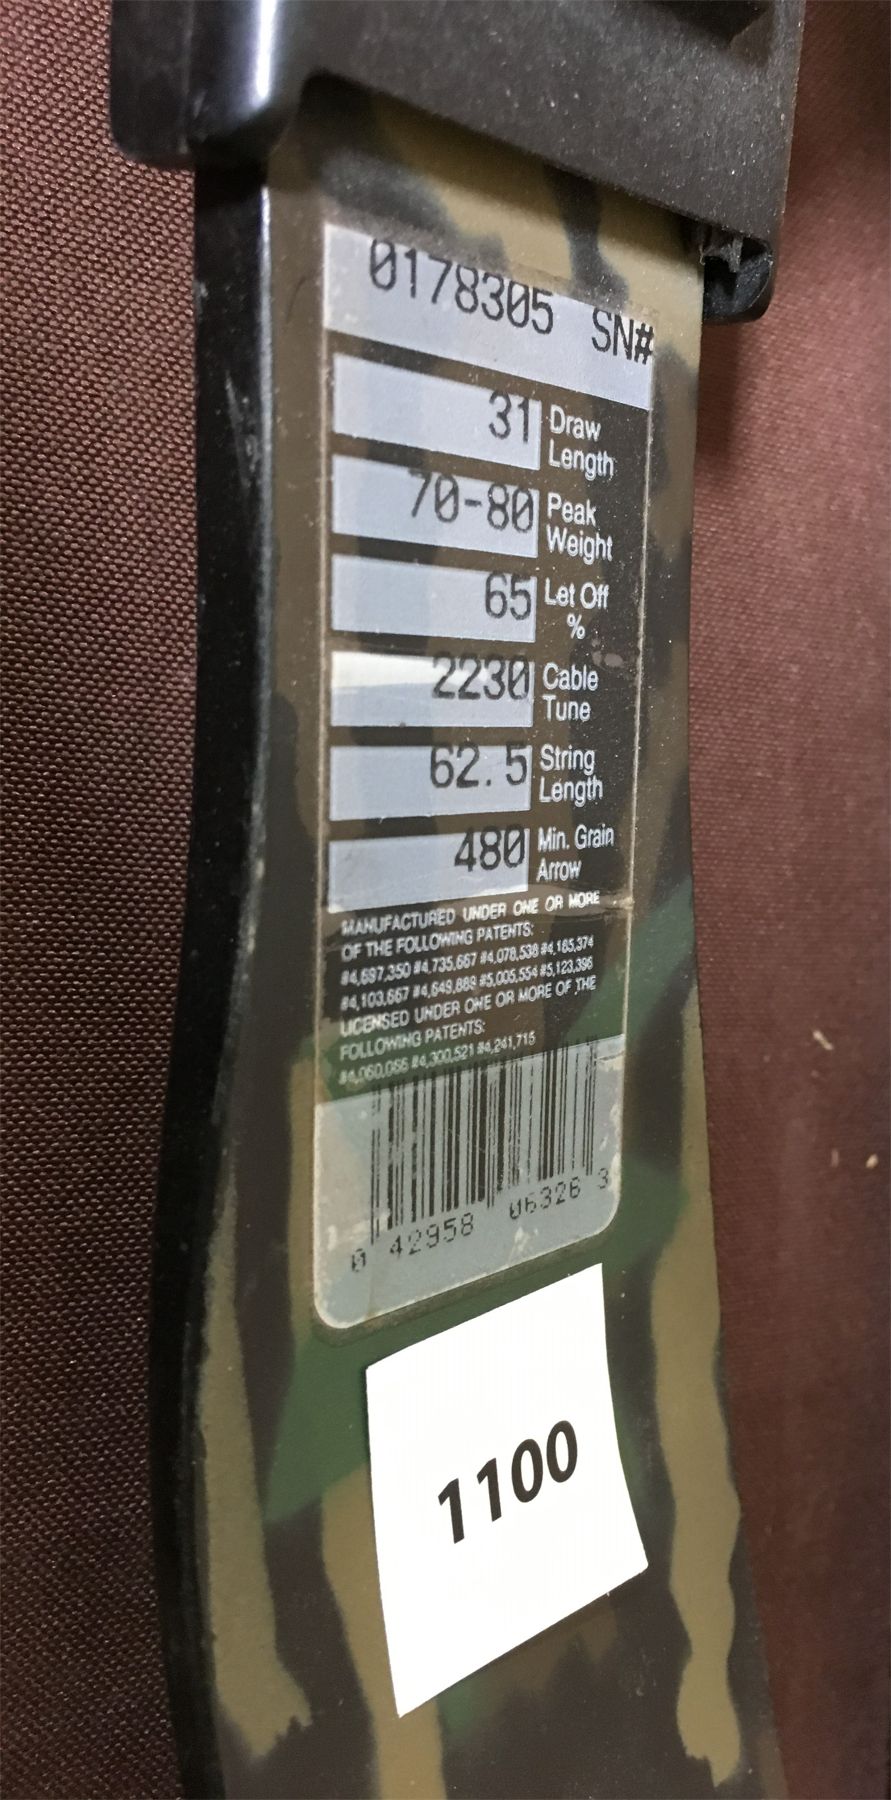 0178305 SN#
31 Draw Length
70-80 Peak Weight
65 Let Off %
2230 Cable Tune
62.5 String Length
480 Min. Grain Arrow
MANUFACTURED UNDER ONE OR MORE
OF THE FOLLOWING PATENTS:
#4,697,350 #4,735,667 #4,078,538 #4,165,374
#4,103,667 #4,649,889 #5,005,554 #5,123,396
LICENSED UNDER ONE OR MORE OF THE
FOLLOWING PATENTS:
#4,060,066 #4,300,521 #4,241,715
0 42958 06326 3
1100